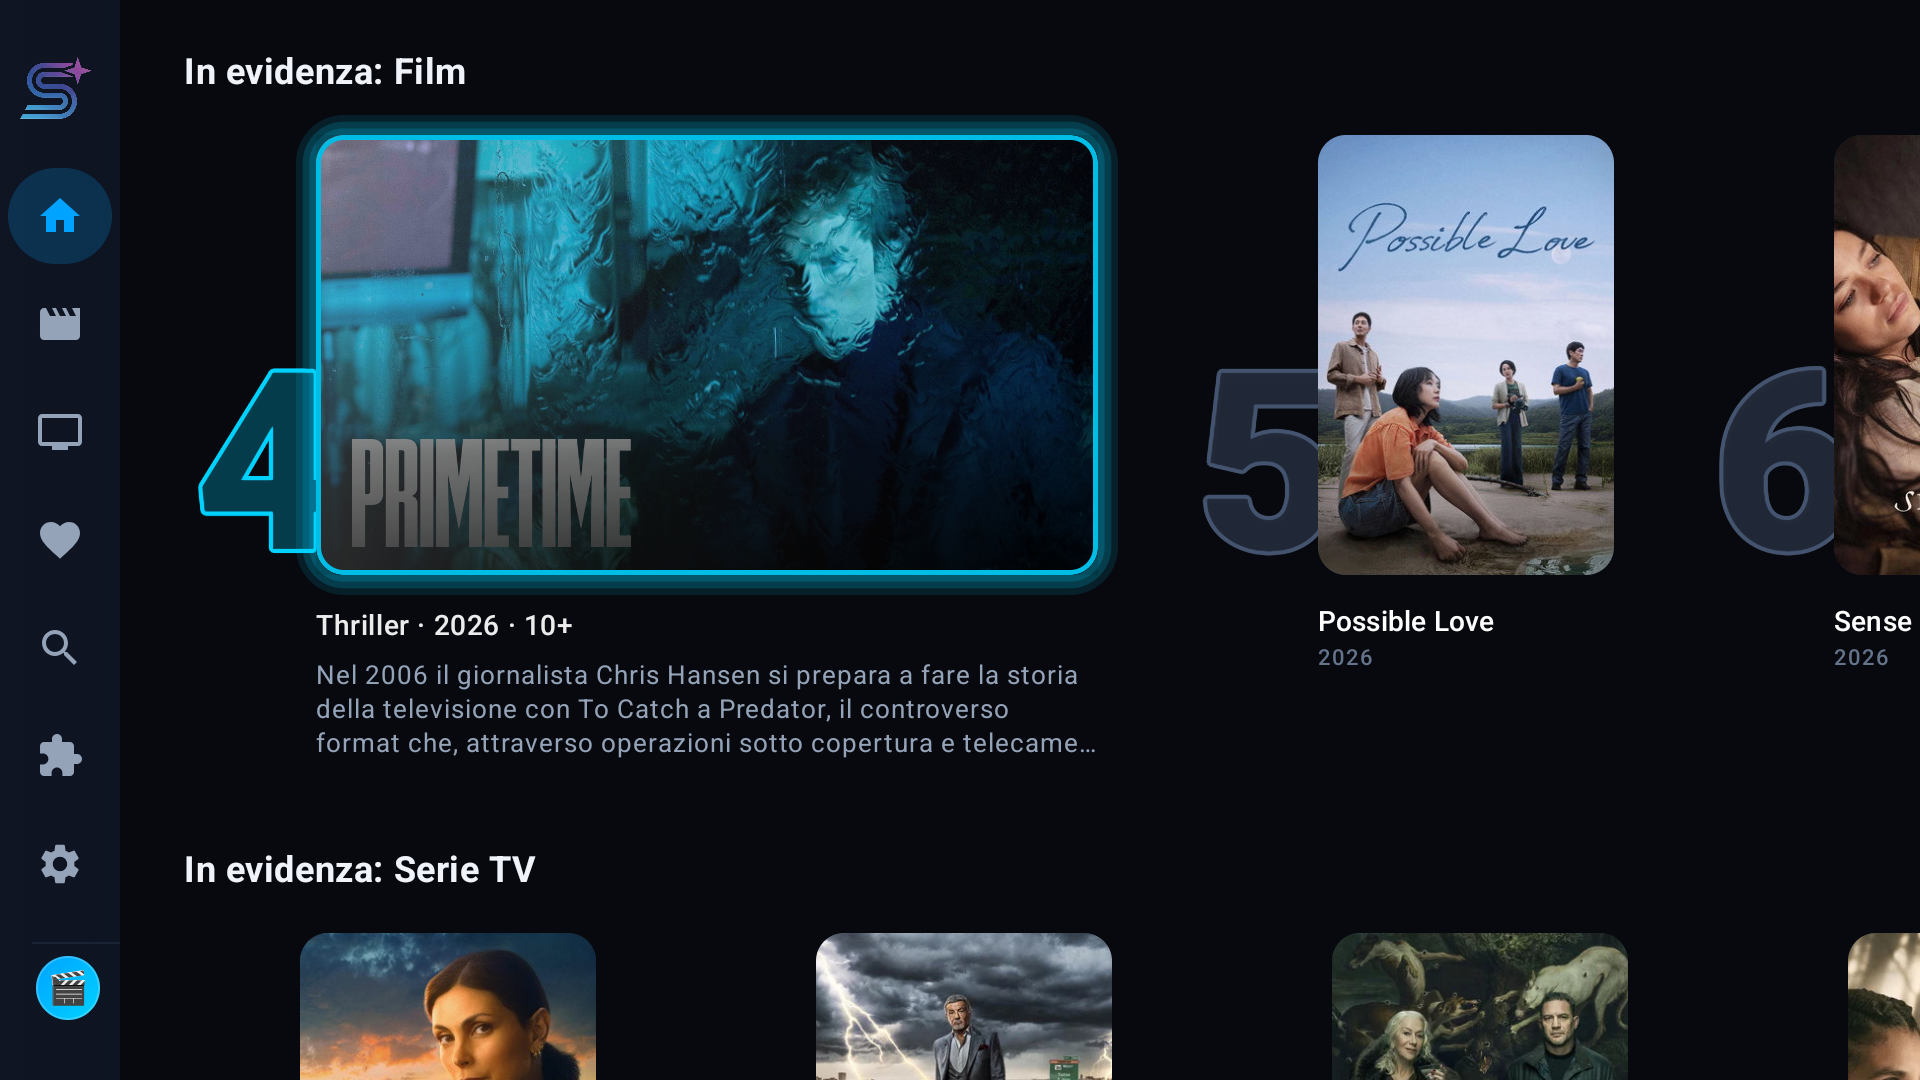 In evidenza: Film
4
PRIMETIME
Thriller · 2026 · 10+
Nel 2006 il giornalista Chris Hansen si prepara a fare la storia
della televisione con To Catch a Predator, il controverso
format che, attraverso operazioni sotto copertura e telecame…
5
Possible Love
Possible Love
2026
6
Sense
2026
In evidenza: Serie TV